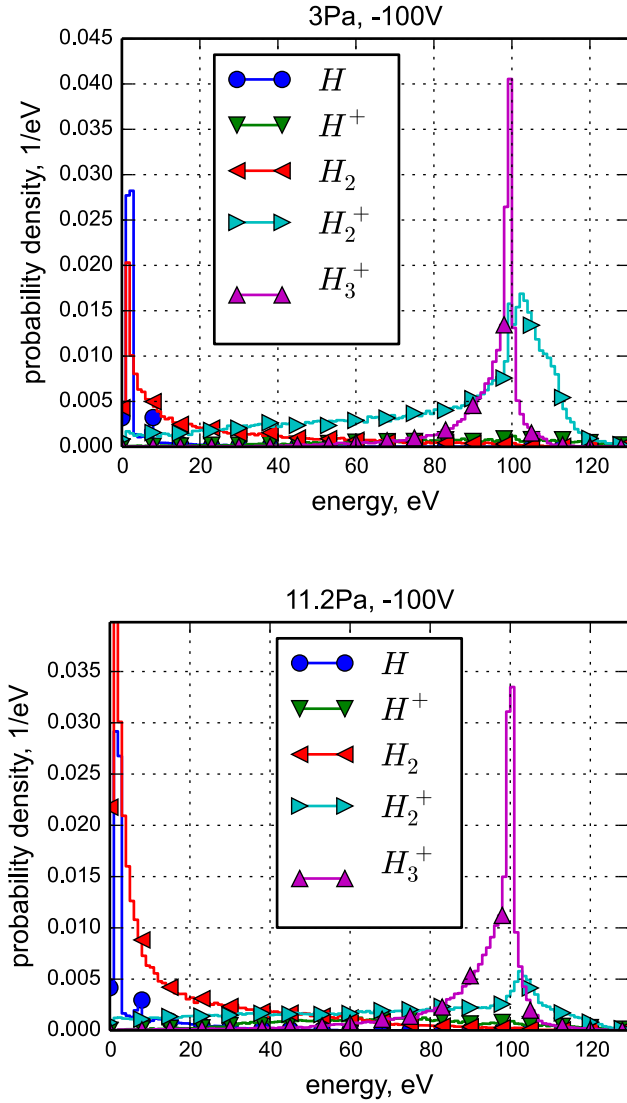 3Pa, -100V
0.045
0.040
0.035
0.030
0.025
0.020
0.015
0.010
0.005
0.000
probability density, 1/eV
H
H⁺
H₂
H₂⁺
H₃⁺
0 20 40 60 80 100 120
energy, eV
11.2Pa, -100V
0.035
0.030
0.025
0.020
0.015
0.010
0.005
0.000
probability density, 1/eV
H
H⁺
H₂
H₂⁺
H₃⁺
0 20 40 60 80 100 120
energy, eV